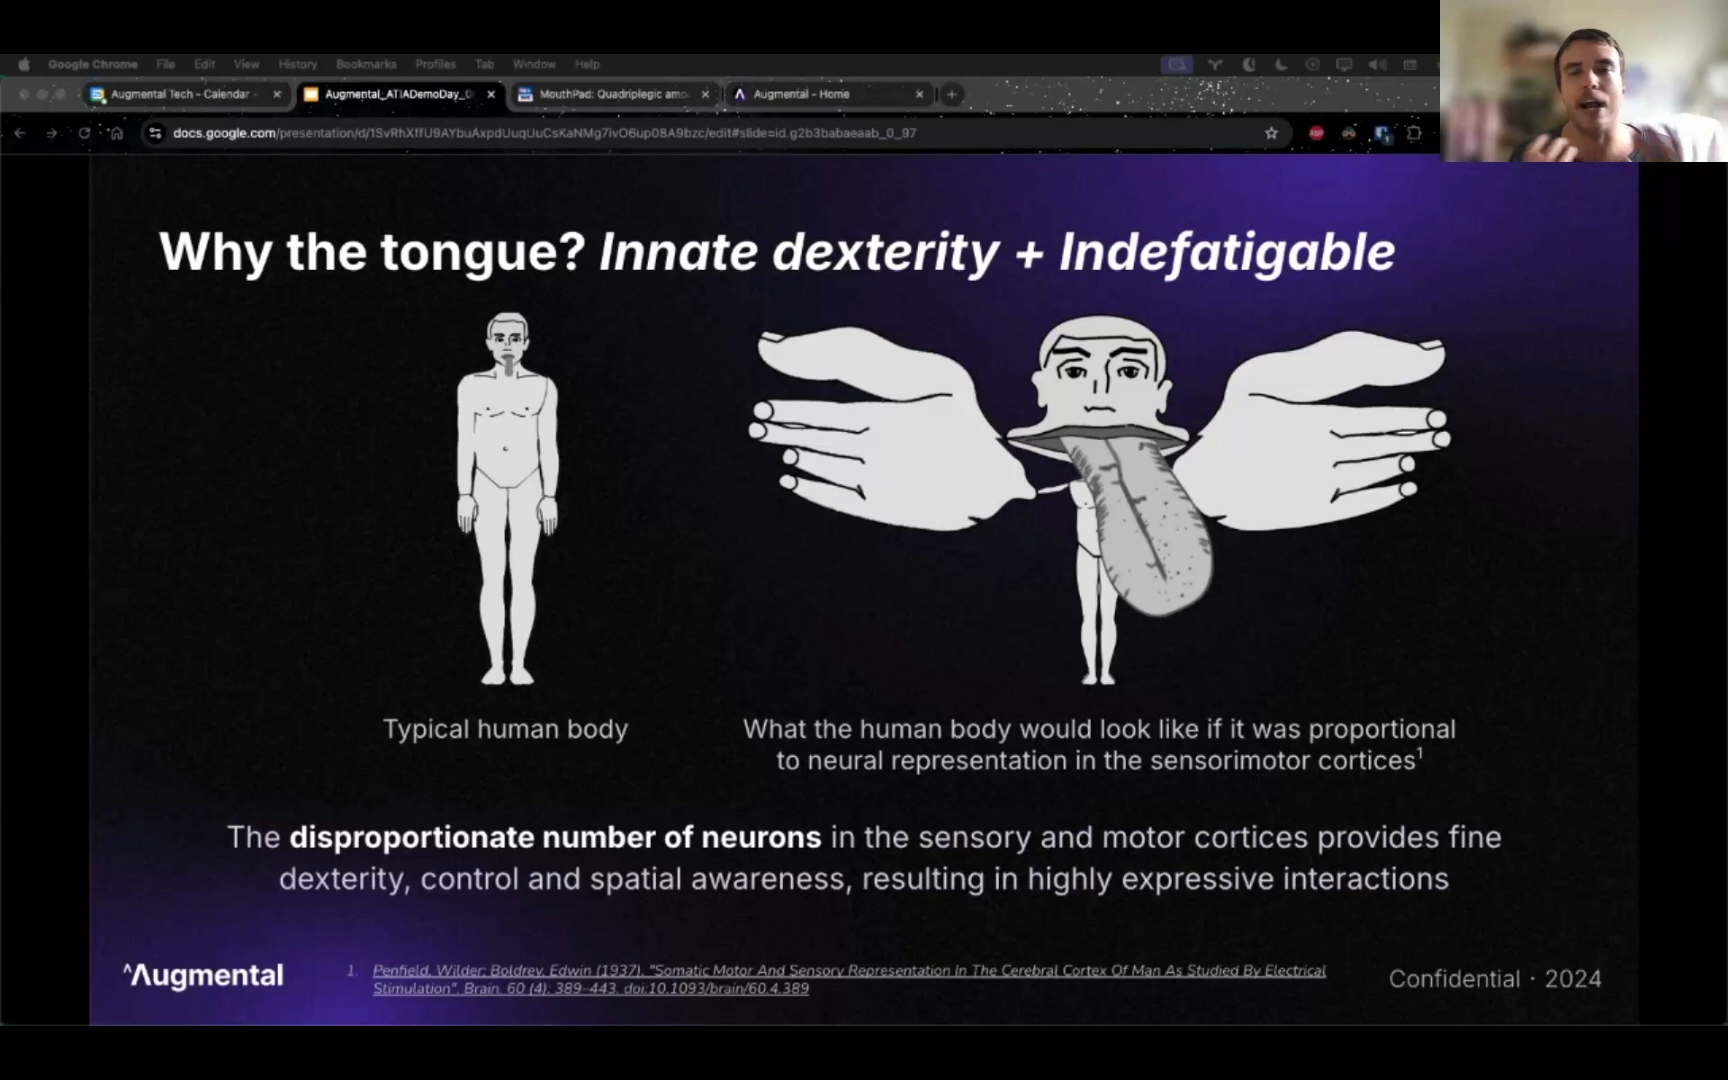 Google Chrome File Edit View History Bookmarks Profiles Tab Window Help
Augmental Tech - Calendar - Augmental_ATIADemoDay_ MouthPad: Quadriplegic amo Augmental - Home
docs.google.com/presentation/d/1SvRhXffU9AYbuAxpdUuqUuCsKaNMg7ivO6up08A9bzc/edit#slide=id.g2b3babaeaab_0_97
Why the tongue? Innate dexterity + Indefatigable
Typical human body
What the human body would look like if it was proportional
to neural representation in the sensorimotor cortices¹
The disproportionate number of neurons in the sensory and motor cortices provides fine
dexterity, control and spatial awareness, resulting in highly expressive interactions
^Augmental
1. Penfield, Wilder; Boldrey, Edwin (1937). "Somatic Motor And Sensory Representation In The Cerebral Cortex Of Man As Studied By Electrical
Stimulation". Brain. 60 (4): 389–443. doi:10.1093/brain/60.4.389
Confidential · 2024